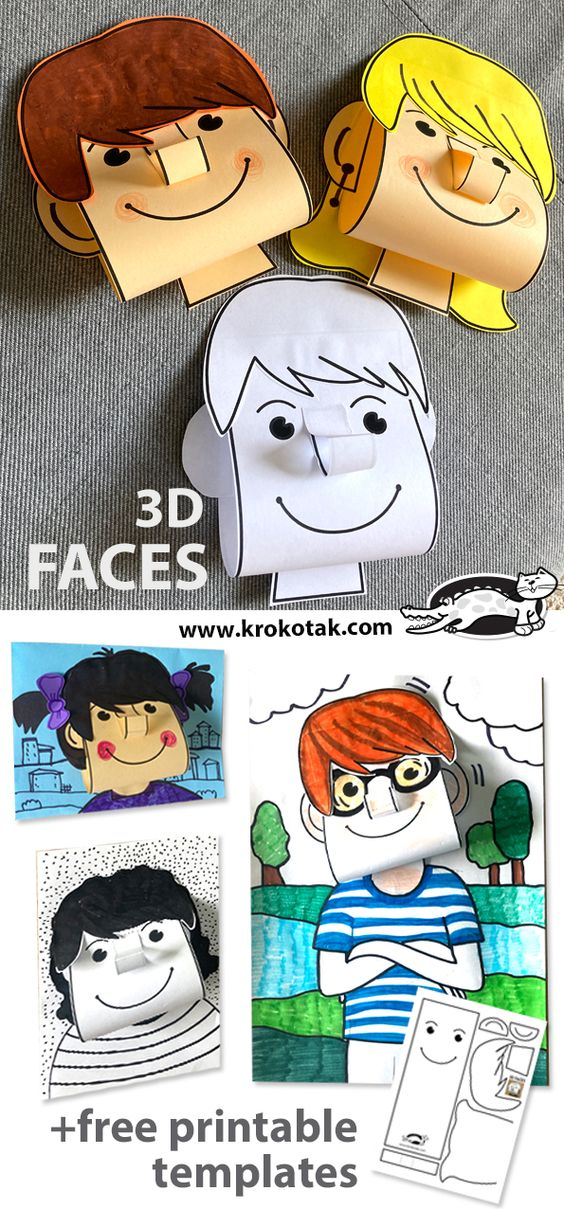 3D
FACES
www.krokotak.com
+free printable
templates